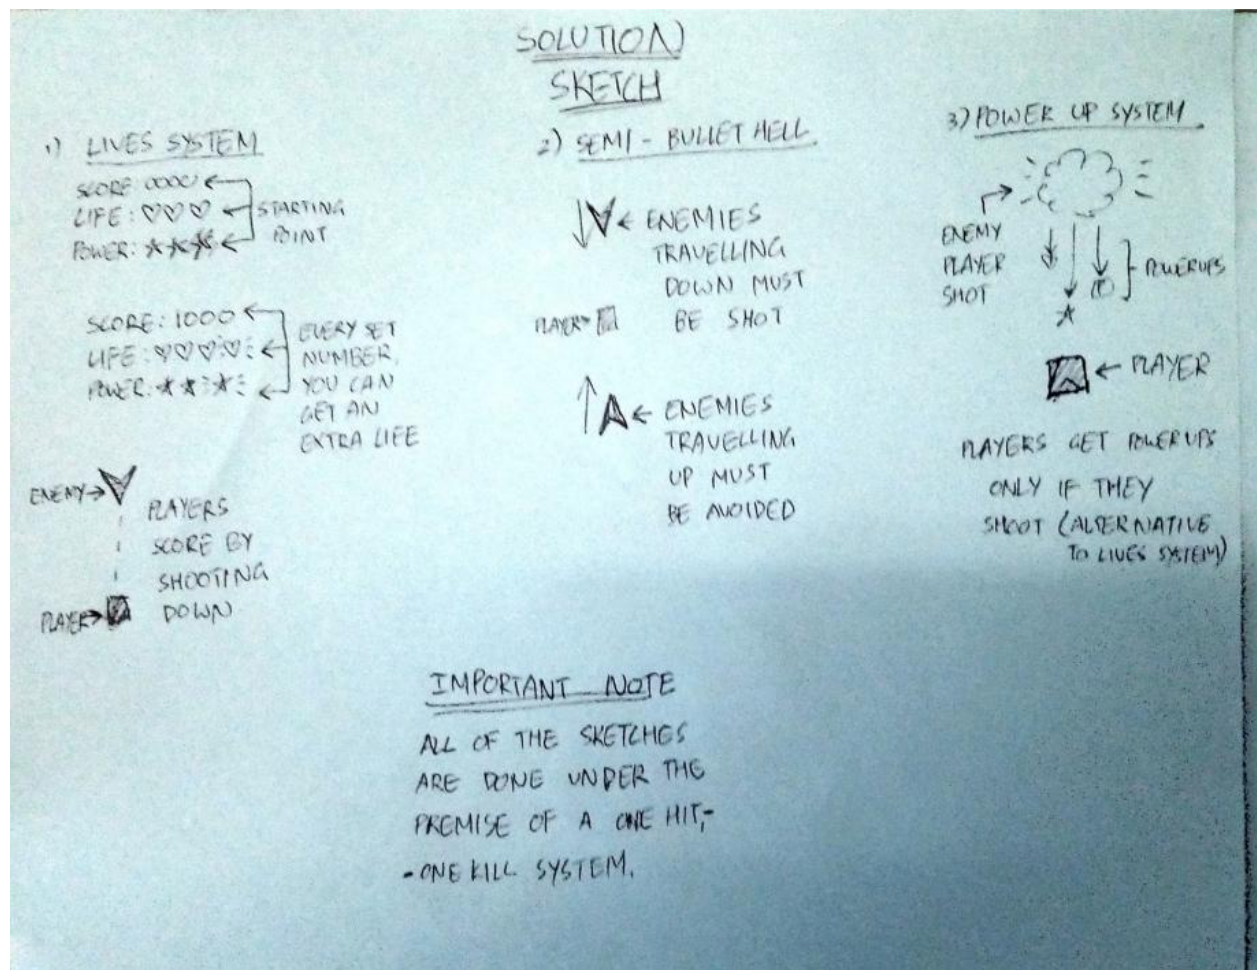 SOLUTION
SKETCH
1) LIVES SYSTEM
SCORE 0000
LIFE: ♡♡♡
POWER: ★★★
STARTING
POINT
SCORE: 1000
LIFE: ♡♡♡♡
POWER: ★★★
EVERY SET
NUMBER,
YOU CAN
GET AN
EXTRA LIFE
ENEMY
PLAYERS
SCORE BY
SHOOTING
DOWN
PLAYER
2) SEMI - BULLET HELL
ENEMIES
TRAVELLING
DOWN MUST
BE SHOT
PLAYER
ENEMIES
TRAVELLING
UP MUST
BE AVOIDED
3) POWER UP SYSTEM
ENEMY
PLAYER
SHOT
POWERUPS
PLAYER
PLAYERS GET POWERUPS
ONLY IF THEY
SHOOT (ALTERNATIVE
TO LIVES SYSTEM)
IMPORTANT NOTE
ALL OF THE SKETCHES
ARE DONE UNDER THE
PREMISE OF A ONE HIT,-
-ONE KILL SYSTEM.